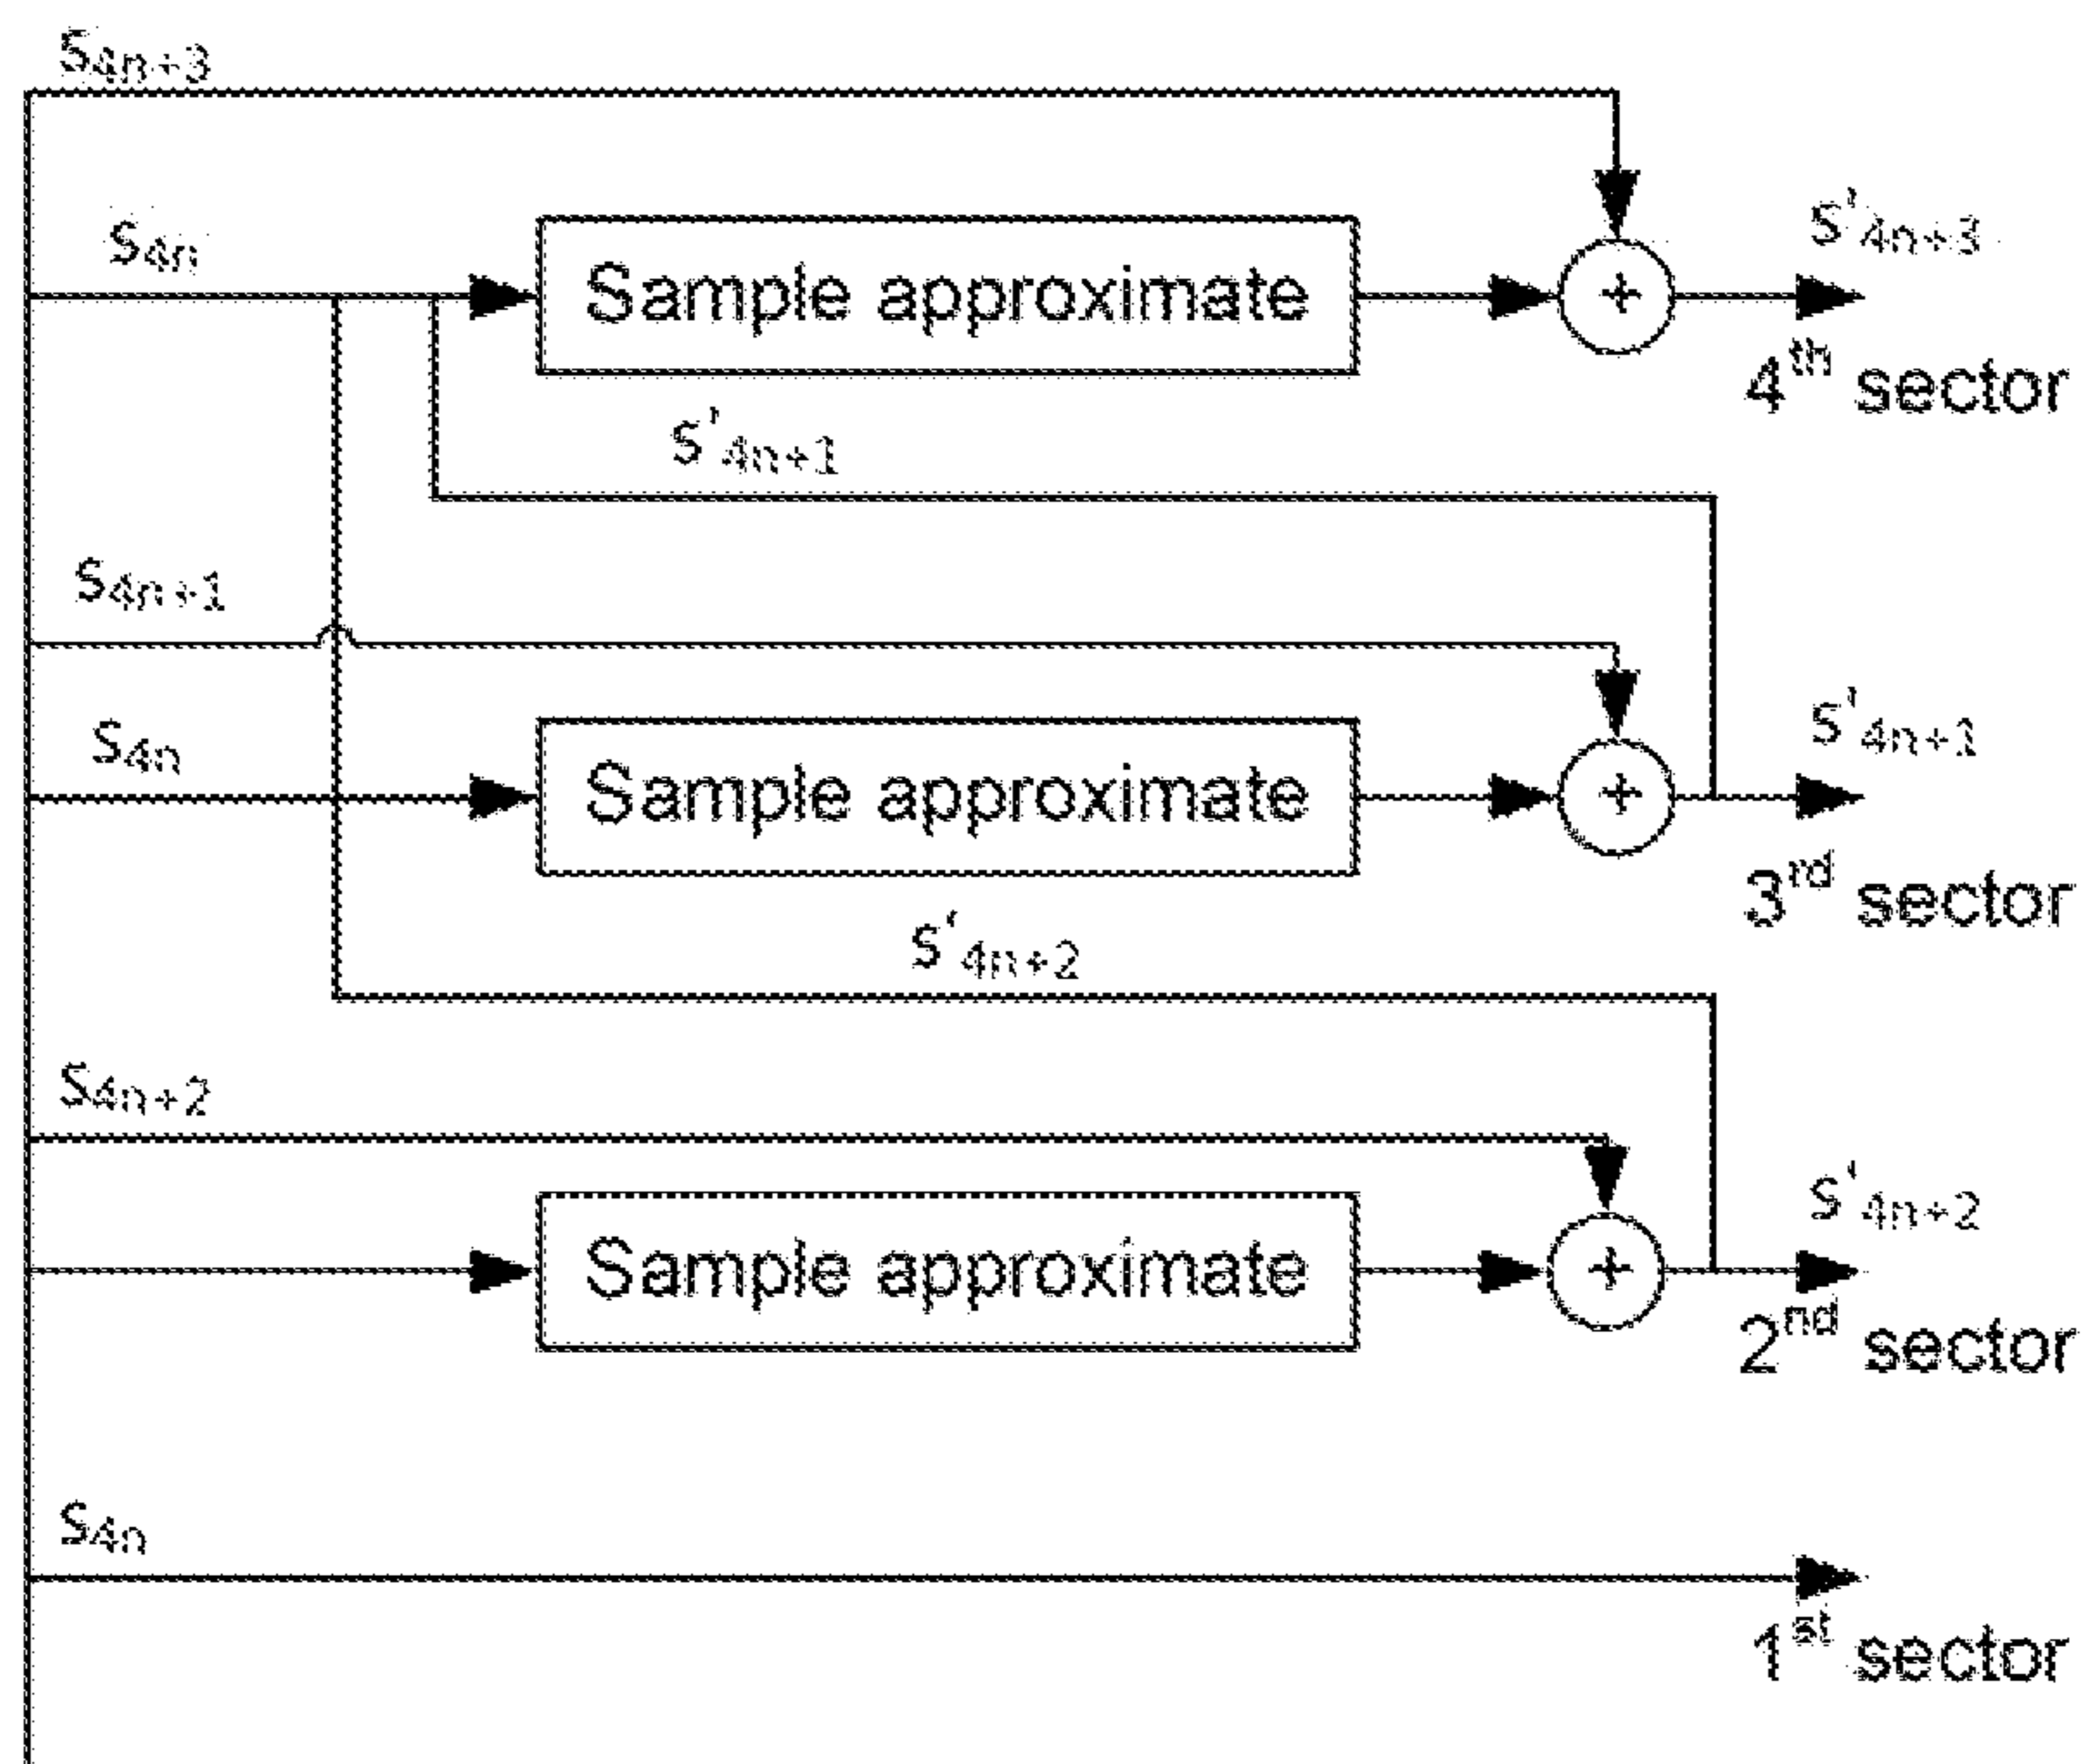 S4n+3
S4n
Sample approximate
+
S'4n+3
4th sector
S'4n+1
S4n+1
S4n
Sample approximate
+
S'4n+1
3rd sector
S'4n+2
S4n+2
Sample approximate
+
S'4n+2
2nd sector
S4n
1st sector